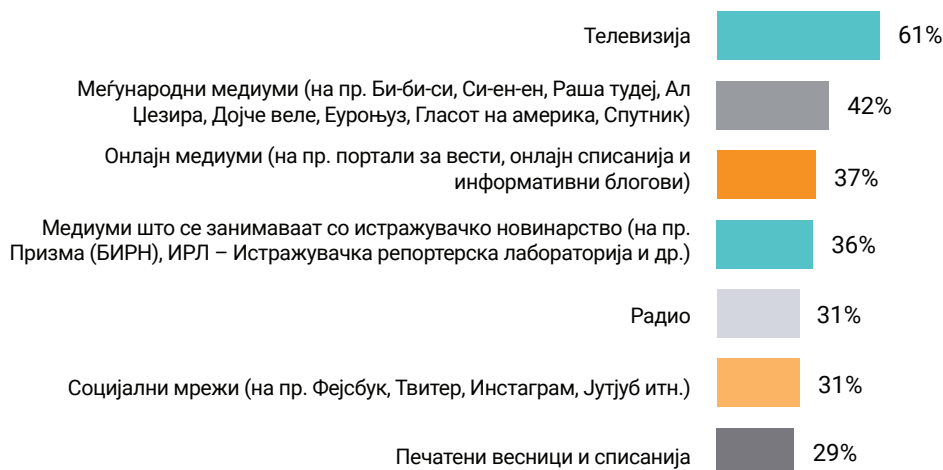 Телевизија
61%
Меѓународни медиуми (на пр. Би-би-си, Си-ен-ен, Раша тудеј, Ал
Џезира, Дојче веле, Еуроњуз, Гласот на америка, Спутник)
42%
Онлајн медиуми (на пр. портали за вести, онлајн списанија и
информативни блогови)
37%
Медиуми што се занимаваат со истражувачко новинарство (на пр.
Призма (БИРН), ИРЛ – Истражувачка репортерска лабораторија и др.)
36%
Радио
31%
Социјални мрежи (на пр. Фејсбук, Твитер, Инстаграм, Јутјуб итн.)
31%
Печатени весници и списанија
29%